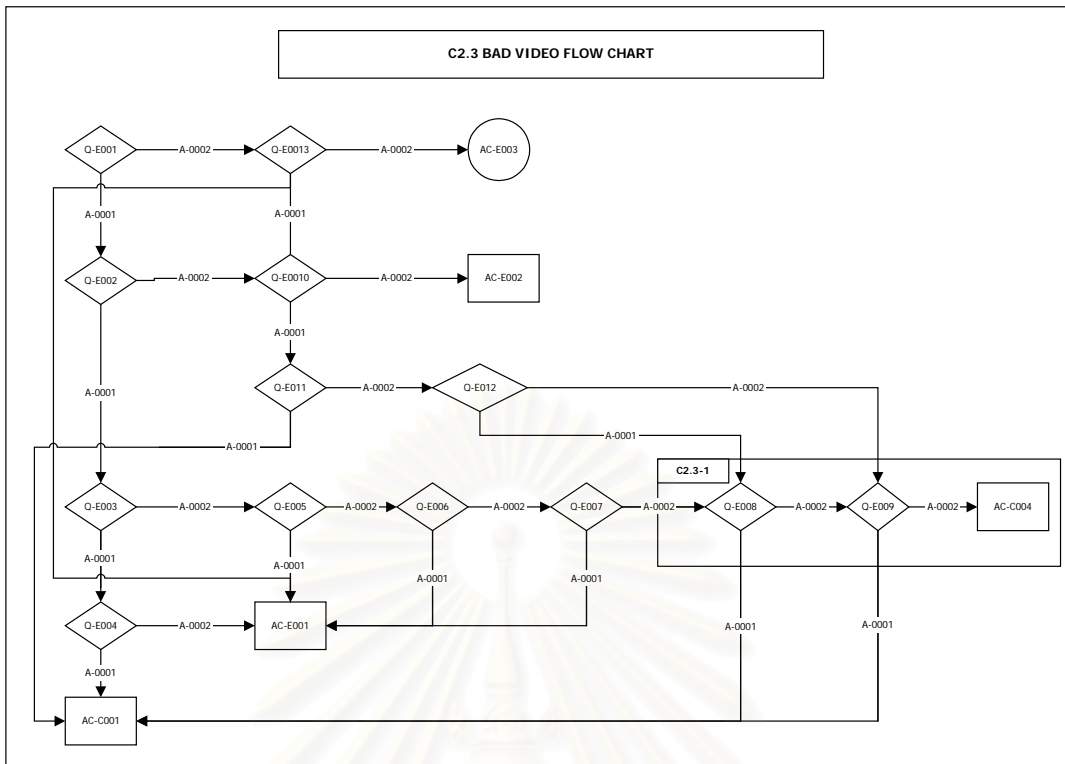 C2.3 BAD VIDEO FLOW CHART
Q-E001
A-0002
Q-E0013
A-0002
AC-E003
A-0001
A-0001
Q-E002
A-0002
Q-E0010
A-0002
AC-E002
A-0001
A-0001
Q-E011
A-0002
Q-E012
A-0002
A-0001
A-0001
C2.3-1
Q-E003
A-0002
Q-E005
A-0002
Q-E006
A-0002
Q-E007
A-0002
Q-E008
A-0002
Q-E009
A-0002
AC-C004
A-0001
A-0001
A-0001
A-0001
Q-E004
A-0002
AC-E001
A-0001
A-0001
A-0001
AC-C001